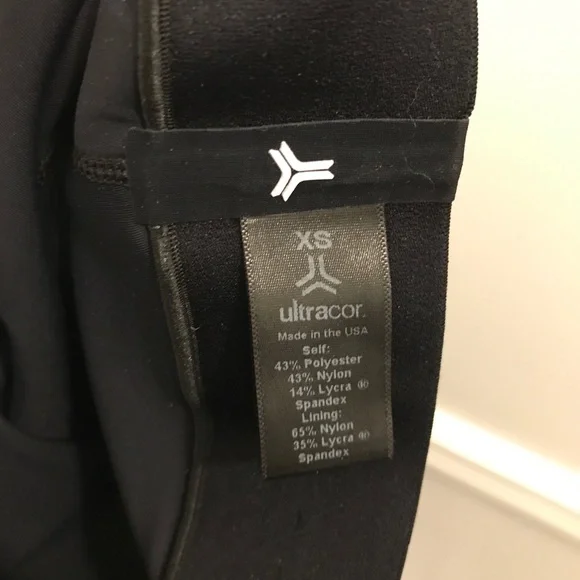 XS
ultracor.
Made in the USA
Self:
43% Polyester
43% Nylon
14% Lycra ®
Spandex
Lining:
65% Nylon
35% Lycra ®
Spandex